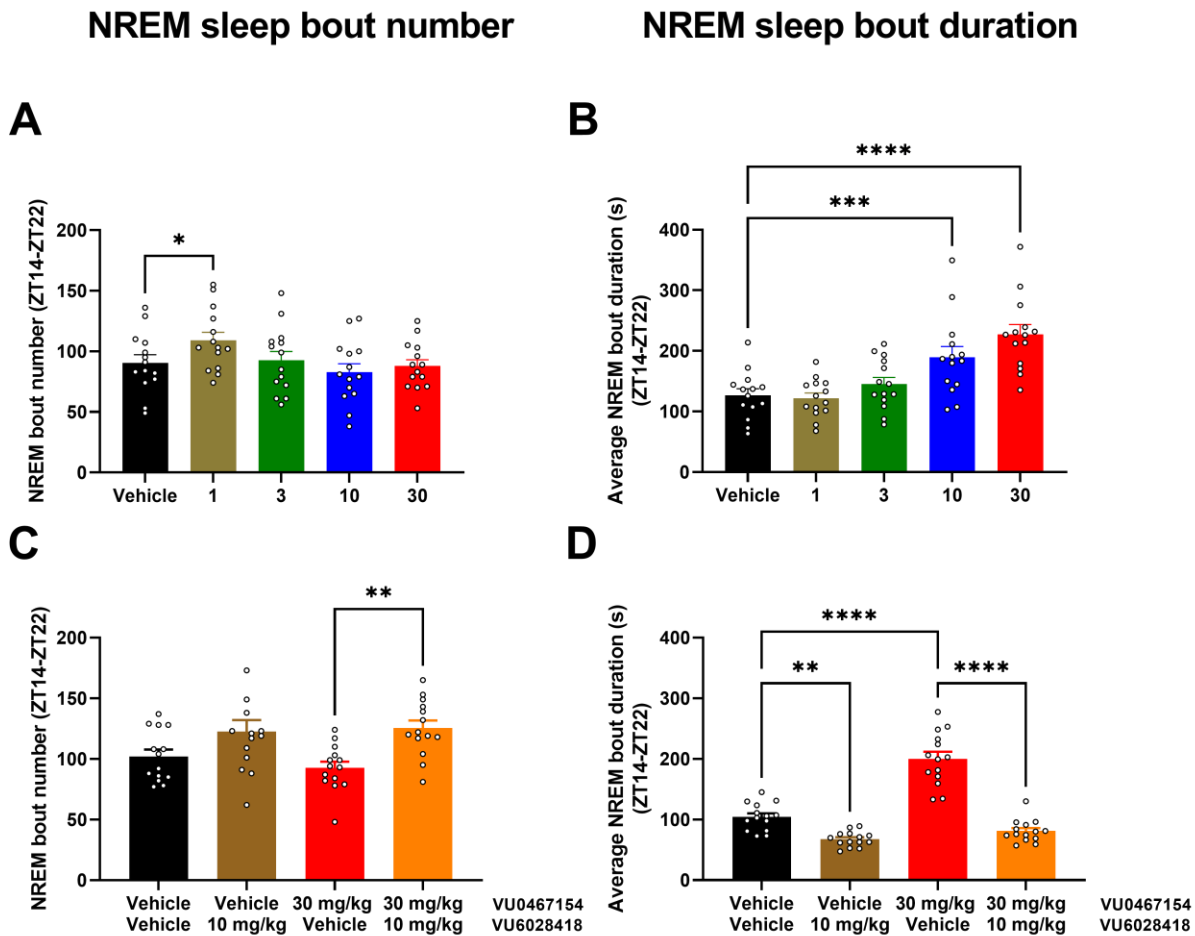 NREM sleep bout number
NREM sleep bout duration
A
NREM bout number (ZT14-ZT22)
200
150
100
50
0
*
Vehicle 1 3 10 30
B
Average NREM bout duration (s)
(ZT14-ZT22)
400
300
200
100
0
****
***
Vehicle 1 3 10 30
C
NREM bout number (ZT14-ZT22)
200
150
100
50
0
**
Vehicle Vehicle 30 mg/kg 30 mg/kg VU0467154
Vehicle 10 mg/kg Vehicle 10 mg/kg VU6028418
D
Average NREM bout duration (s)
(ZT14-ZT22)
400
300
200
100
0
****
** ****
Vehicle Vehicle 30 mg/kg 30 mg/kg VU0467154
Vehicle 10 mg/kg Vehicle 10 mg/kg VU6028418